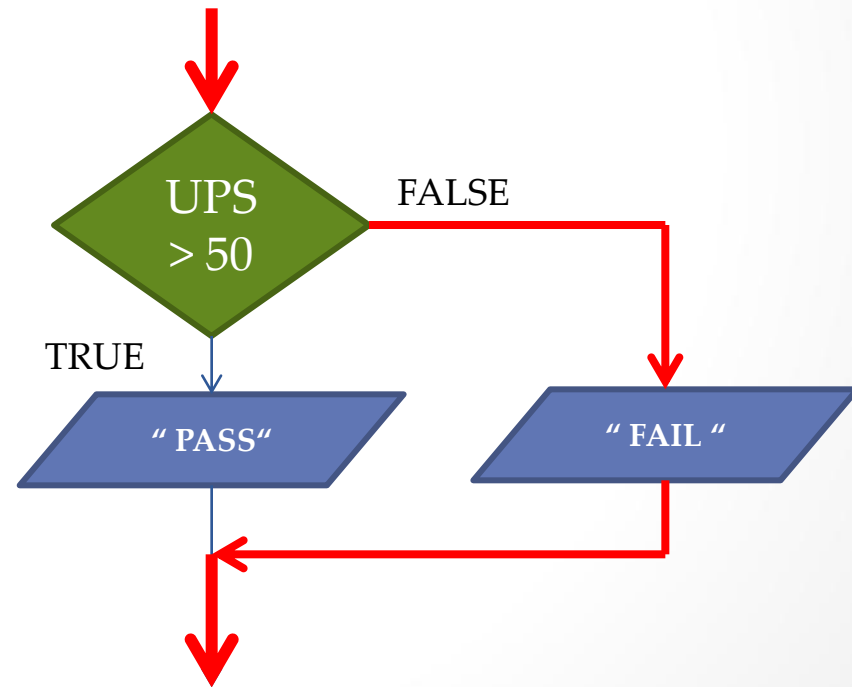 UPS
> 50
FALSE
TRUE
“ PASS“
“ FAIL “